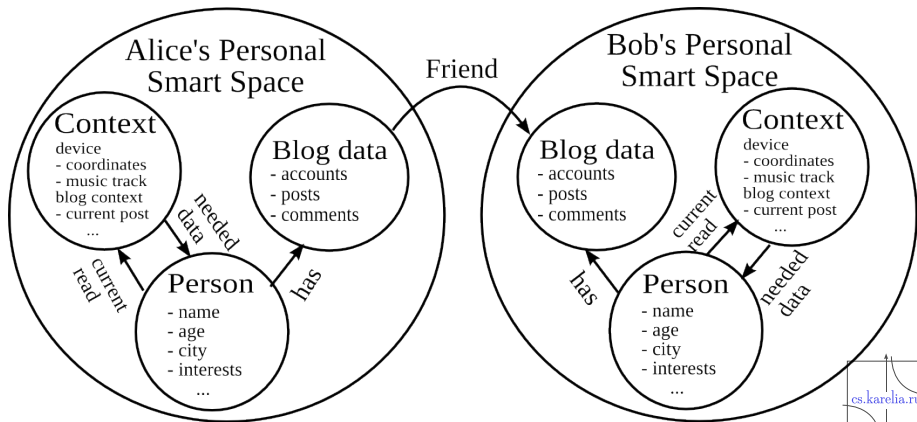 Alice's Personal
Smart Space
Context
device
- coordinates
- music track
blog context
- current post
...
Blog data
- accounts
- posts
- comments
needed
data
current
read
has
Person
- name
- age
- city
- interests
...
Friend
Bob's Personal
Smart Space
Blog data
- accounts
- posts
- comments
Context
device
- coordinates
- music track
blog context
- current post
...
current
read
needed
data
has
Person
- name
- age
- city
- interests
...
cs.karelia.ru